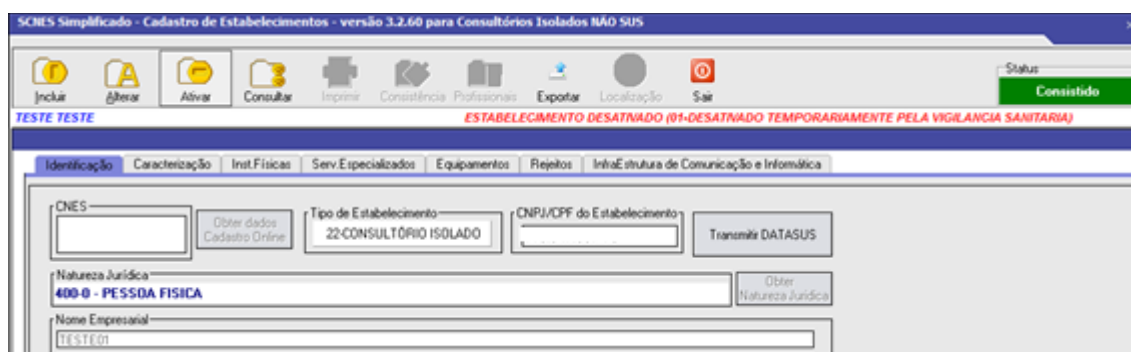 SCNES Simplificado - Cadastro de Estabelecimentos - versão 3.2.60 para Consultórios Isolados NÃO SUS
Incluir Alterar Ativar Consultar Imprimir Consistência Profissionais Exportar Localização Sair
Status
Consistido
TESTE TESTE ESTABELECIMENTO DESATIVADO (01-DESATIVADO TEMPORARIAMENTE PELA VIGILANCIA SANITARIA)
Identificação Caracterização Inst.Físicas Serv.Especializados Equipamentos Rejeitos InfraEstrutura de Comunicação e Informática
CNES
Obter dados
Cadastro Online
Tipo de Estabelecimento
22-CONSULTÓRIO ISOLADO
CNPJ/CPF do Estabelecimento
Transmitir DATASUS
Natureza Jurídica
400-0 - PESSOA FISICA
Obter
Natureza Juridica
Nome Empresarial
TESTE01